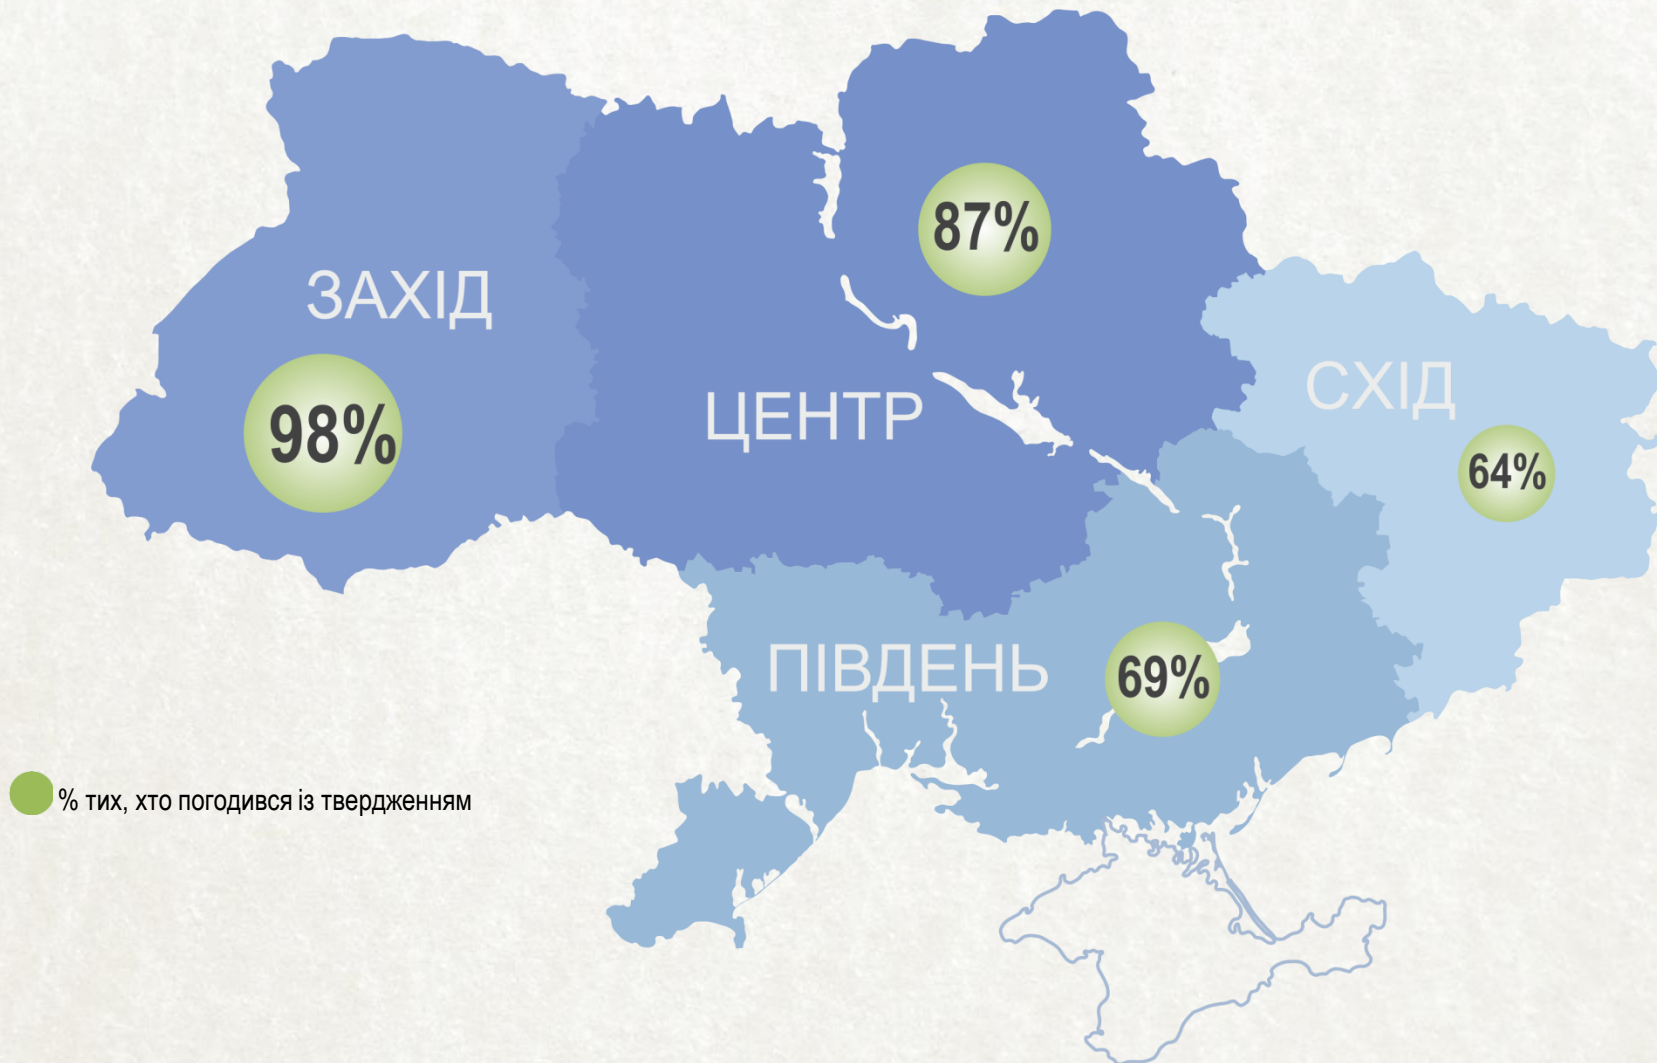 87%
ЗАХІД
98%
ЦЕНТР
СХІД
64%
ПІВДЕНЬ
69%
% тих, хто погодився із твердженням